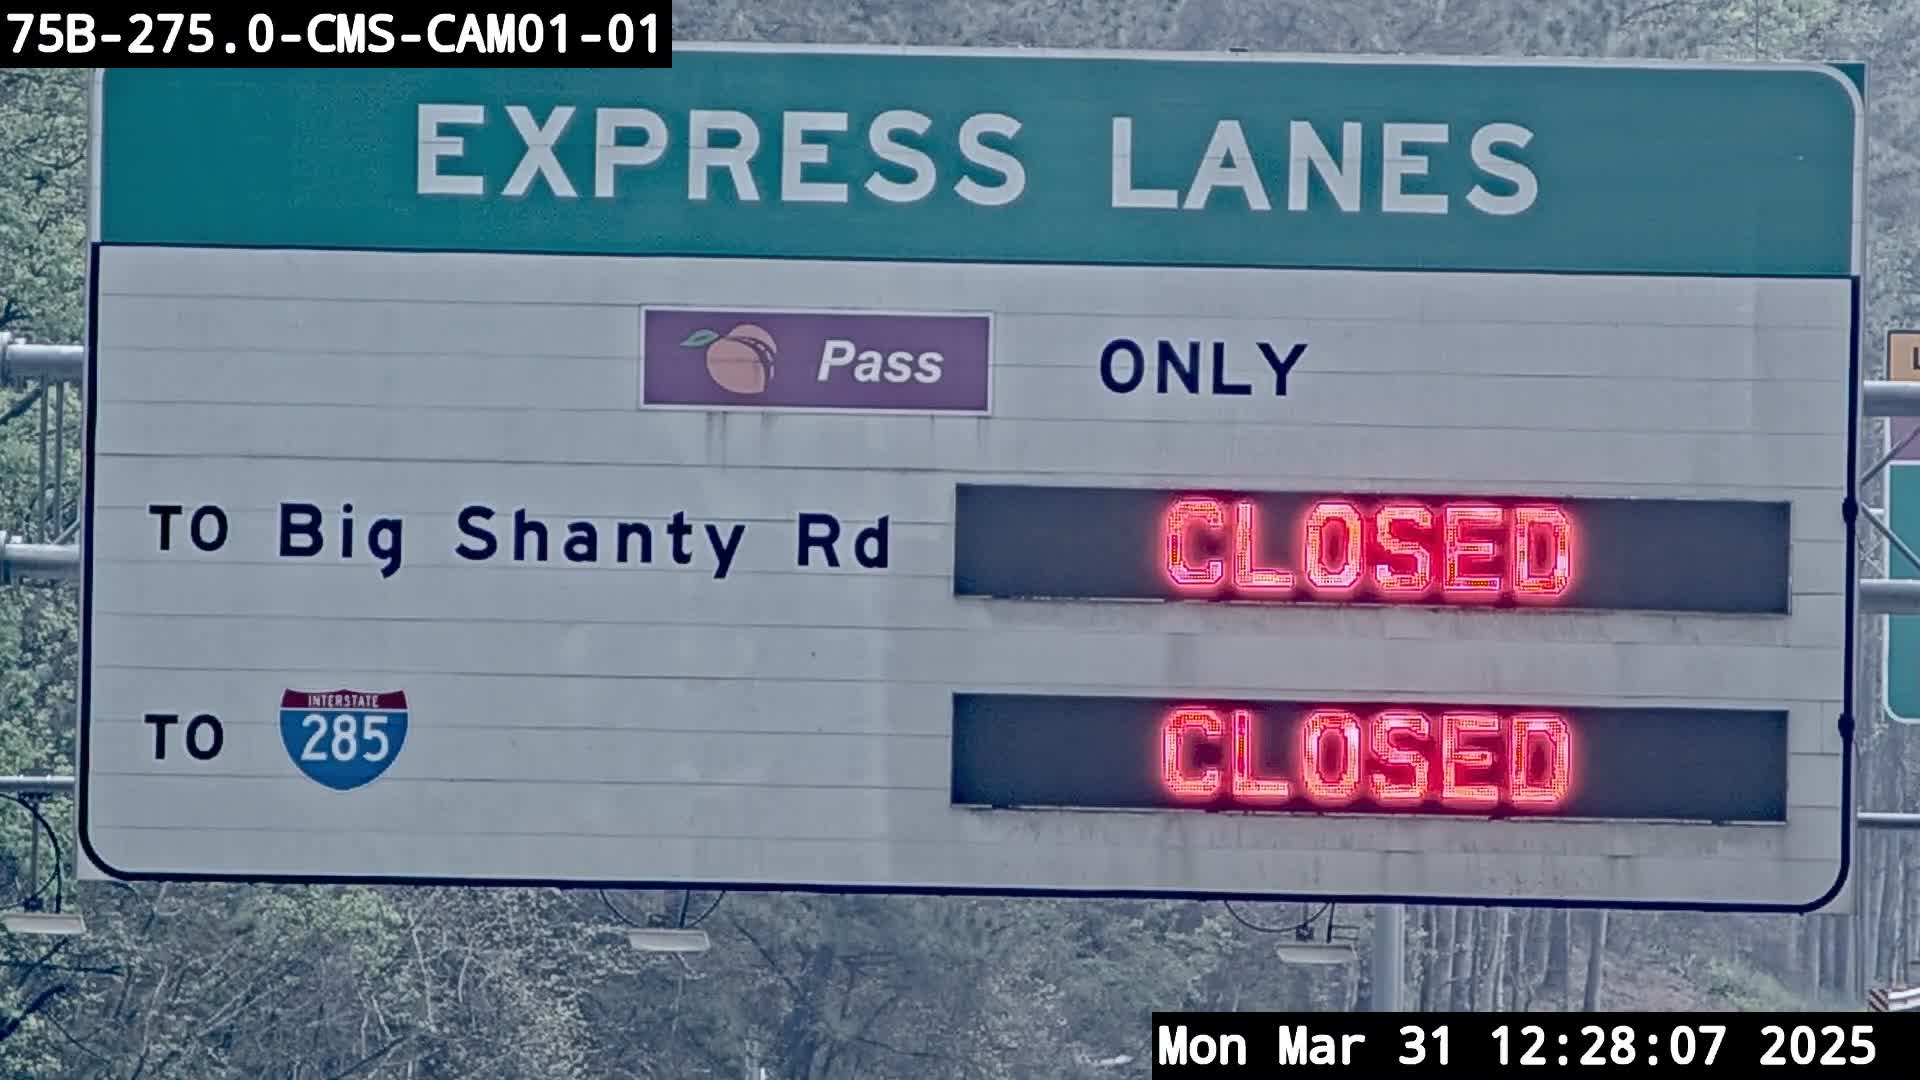 75B-275.0-CMS-CAM01-01
EXPRESS LANES
Pass ONLY
TO Big Shanty Rd CLOSED
TO INTERSTATE 285 CLOSED
Mon Mar 31 12:28:07 2025